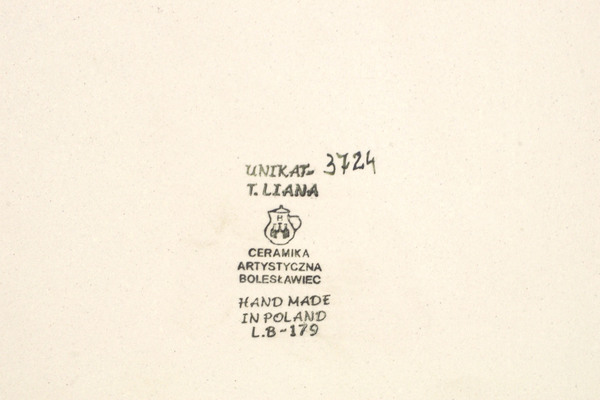 UNIKAT- 3724
T. LIANA
H
CERAMIKA
ARTYSTYCZNA
BOLESŁAWIEC
HAND MADE
IN POLAND
L.B-179